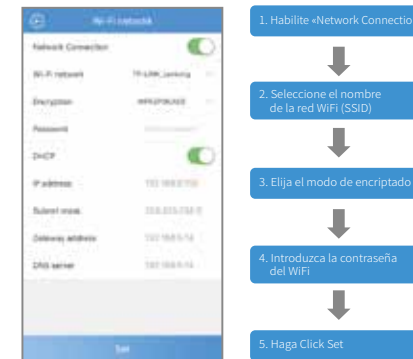 Wi-Fi network
Network Connection
Wi-Fi network
Encryption
Password
DHCP
IP address
Subnet mask
Gateway address
DNS server
Set
1. Habilite «Network Connectio
2. Seleccione el nombre
de la red WiFi (SSID)
3. Elija el modo de encriptado
4. Introduzca la contraseña
del WiFi
5. Haga Click Set